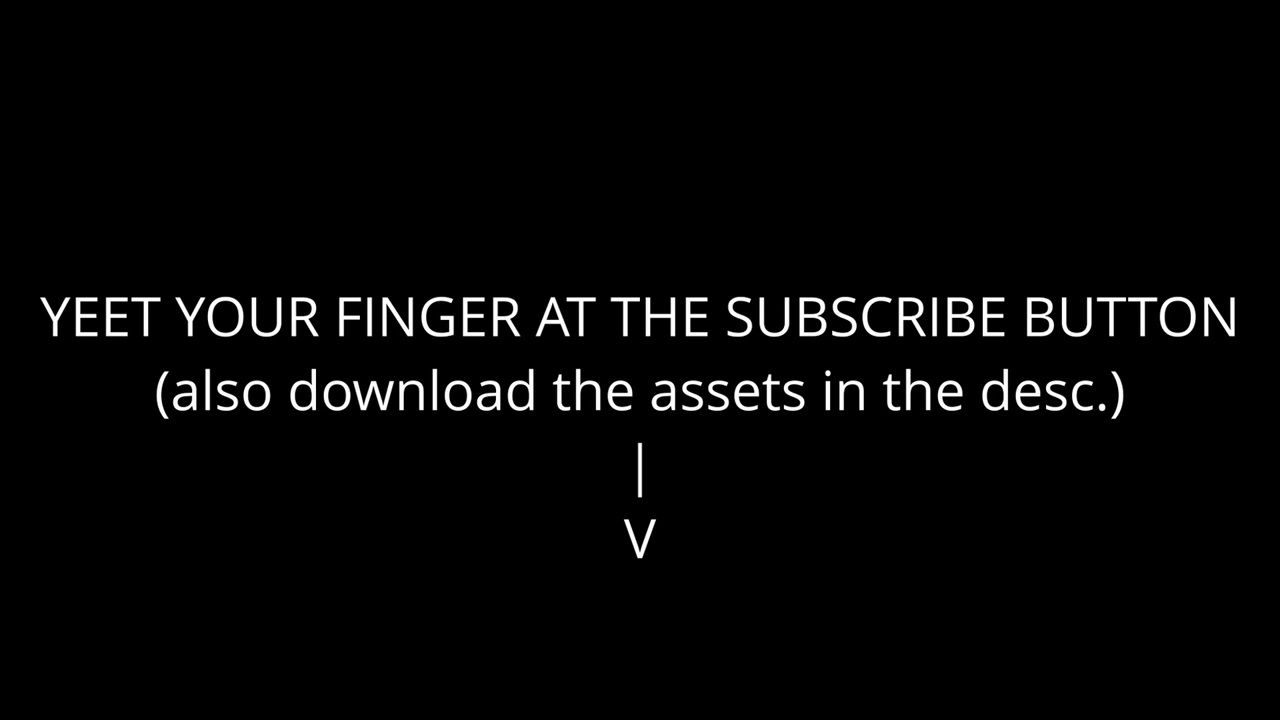 YEET YOUR FINGER AT THE SUBSCRIBE BUTTON
(also download the assets in the desc.)
|
V